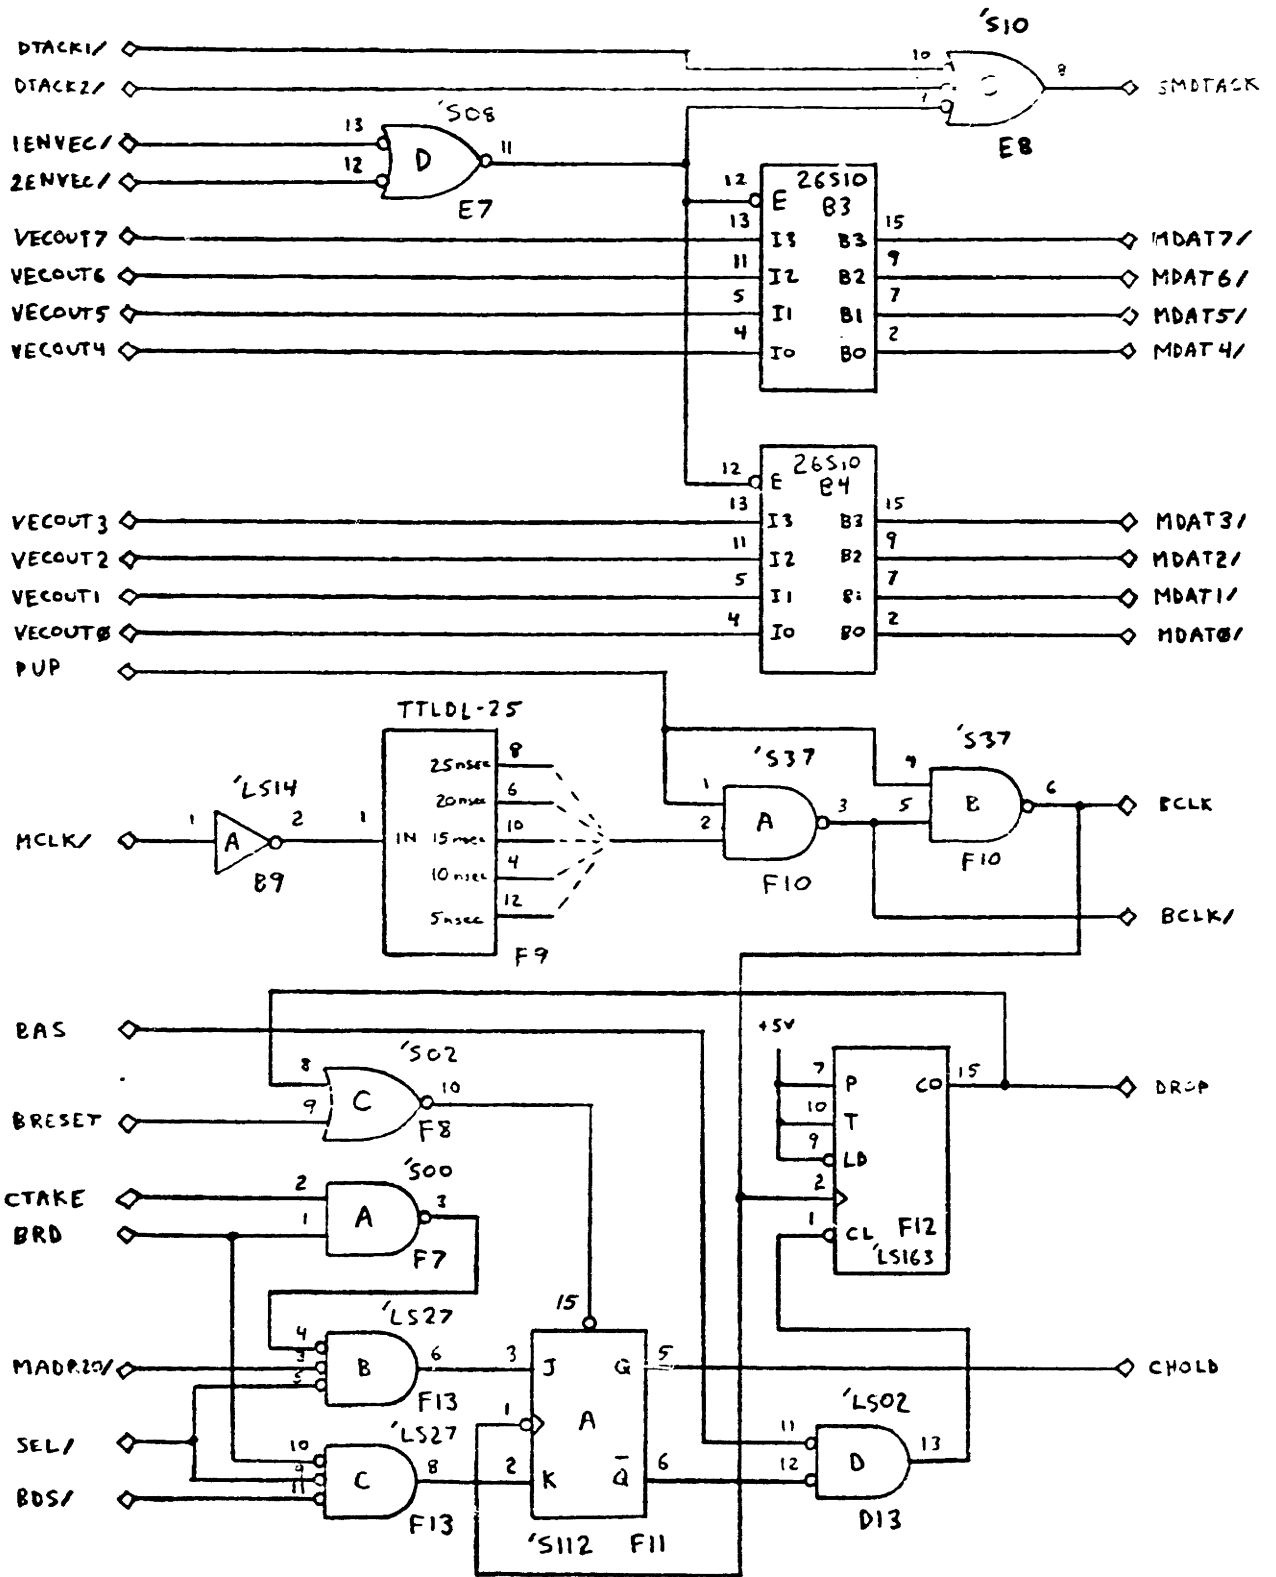 'S10
DTACK1/
10
8
SMDTACK
DTACK2/
1
E8
'S08
1ENVEC/
13
D
11
2ENVEC/
12
E7
26S10
B3
12
E
VECOUT7
13
I3
B3
15
MDAT7/
VECOUT6
11
I2
B2
9
MDAT6/
VECOUT5
5
I1
B1
7
MDAT5/
VECOUT4
4
I0
B0
2
MDAT4/
26S10
B4
12
E
VECOUT3
13
I3
B3
15
MDAT3/
VECOUT2
11
I2
B2
9
MDAT2/
VECOUT1
5
I1
B1
7
MDAT1/
VECOUT0
4
I0
B0
2
MDAT0/
PUP
TTLDL-25
25nsec
8
20nsec
6
15nsec
10
10nsec
4
5nsec
12
IN
1
F9
'LS14
MCLK/
1
A
2
B9
'S37
1
2
A
3
F10
'S37
4
5
B
6
F10
BCLK
BCLK/
BAS
+5V
'S02
8
9
C
10
F8
BRESET
7
P
CO
15
DROP
10
T
9
LD
2
1
CL
F12
'LS163
'S00
CTAKE
2
BRD
1
A
3
F7
'LS27
15
MADR20/
4
3
5
B
6
F13
3
J
Q
5
CHOLD
1
A
SEL/
BDS/
'LS27
10
9
11
C
8
F13
2
K
Q̅
6
'S112
F11
'LS02
11
12
D
13
D13